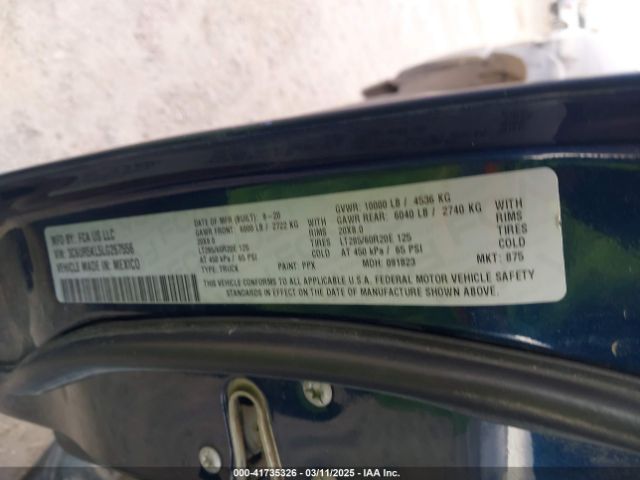 MFD BY: FCA US LLC
DATE OF MFR (BUILT): 9-20
GVWR: 10000 LB / 4536 KG
GAWR FRONT: 6000 LB / 2722 KG
WITH
GAWR REAR: 6040 LB / 2740 KG
WITH
20X8.0
RIMS
20X8.0
RIMS
LT285/60R20E 125
TIRES
LT285/60R20E 125
TIRES
AT 450 kPa / 65 PSI
COLD
AT 450 kPa / 65 PSI
COLD
VIN: 3C6UR5KL5LG257556
TYPE: TRUCK
PAINT: PPX
MDH: 091823
MKT: 875
VEHICLE MADE IN: MEXICO
THIS VEHICLE CONFORMS TO ALL APPLICABLE U.S.A. FEDERAL MOTOR VEHICLE SAFETY
STANDARDS IN EFFECT ON THE DATE OF MANUFACTURE SHOWN ABOVE.
000-41735326 - 03/11/2025 - IAA, Inc.